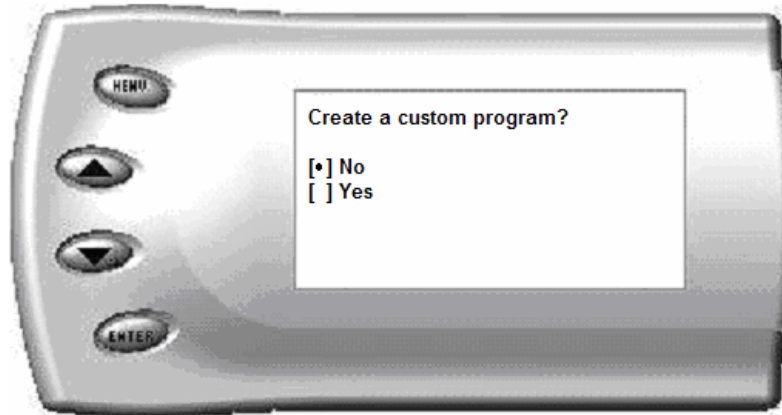 MENU
Create a custom program?
[•] No
[ ] Yes
ENTER